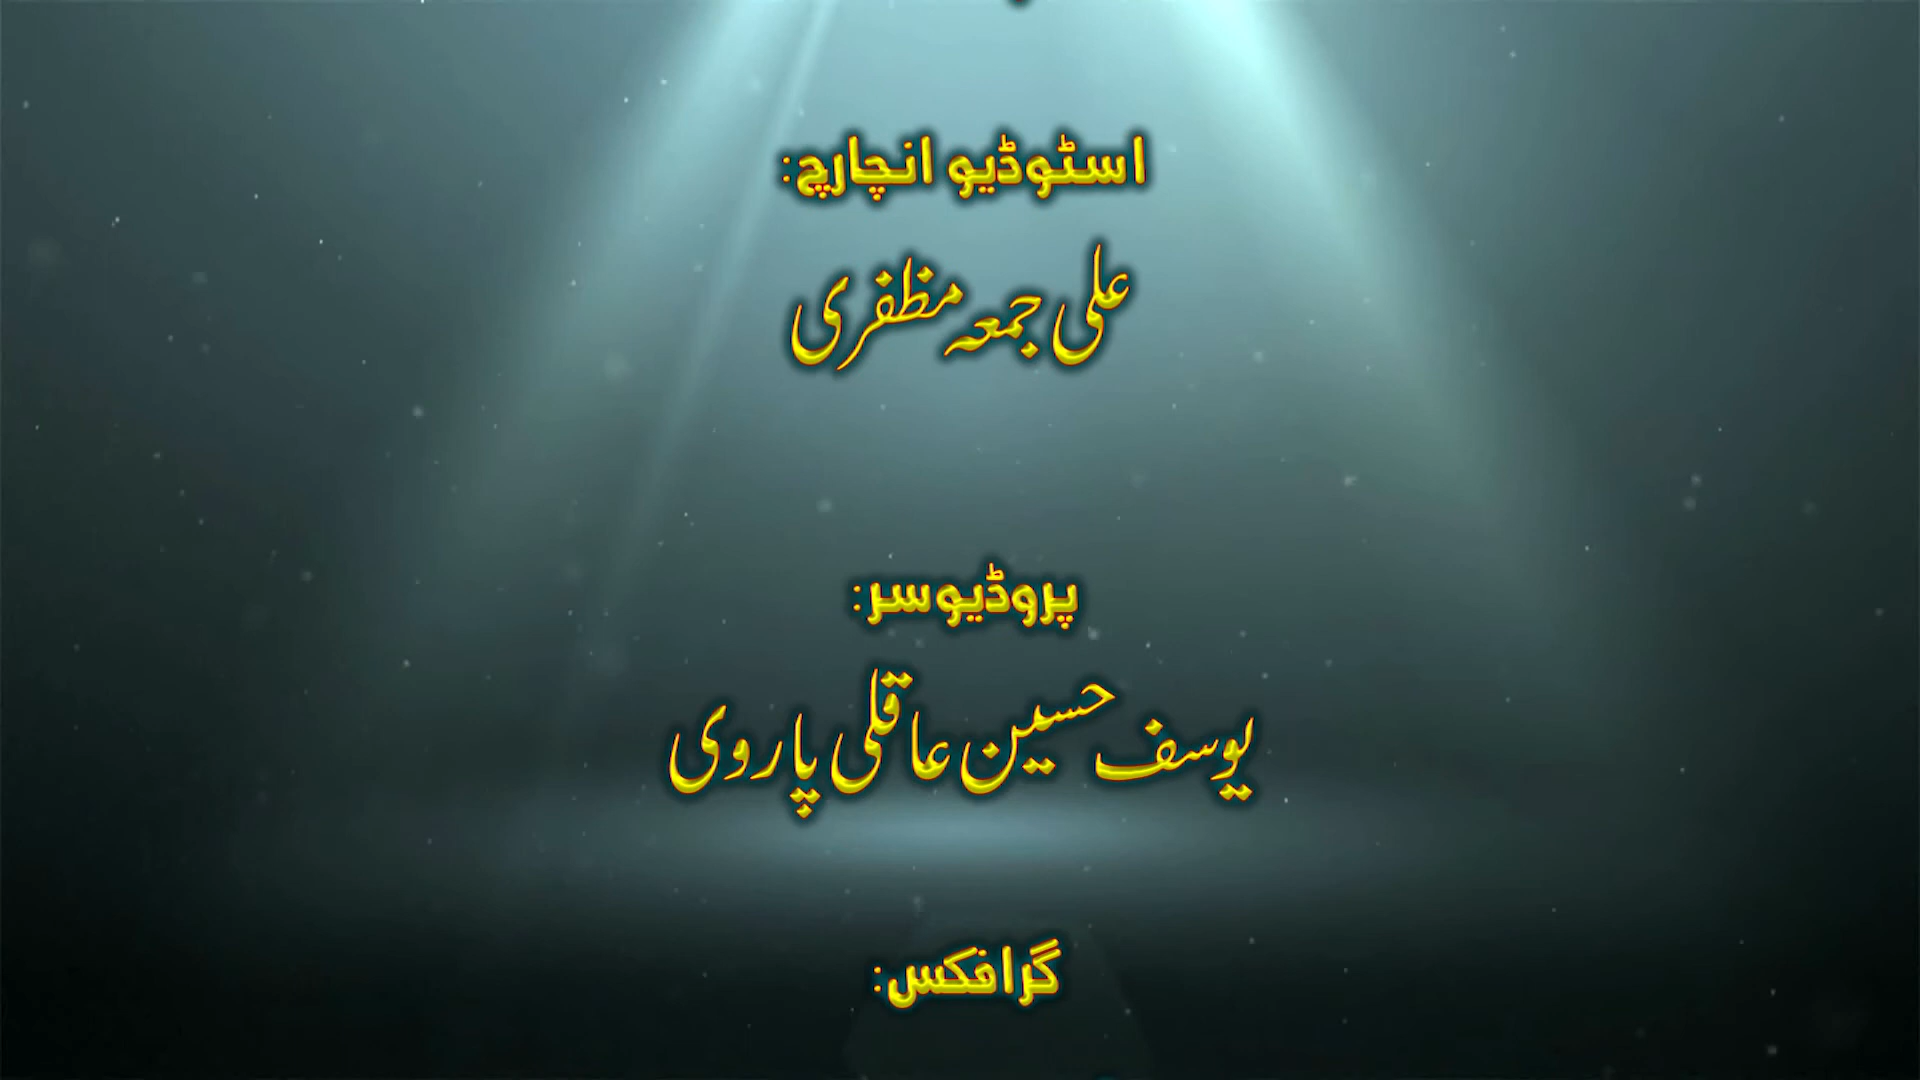 اسٹوڈیو انچارج:
علی جمعہ مظفری
پروڈیوسر:
یوسف حسین عاقلی پاروی
گرافکس: